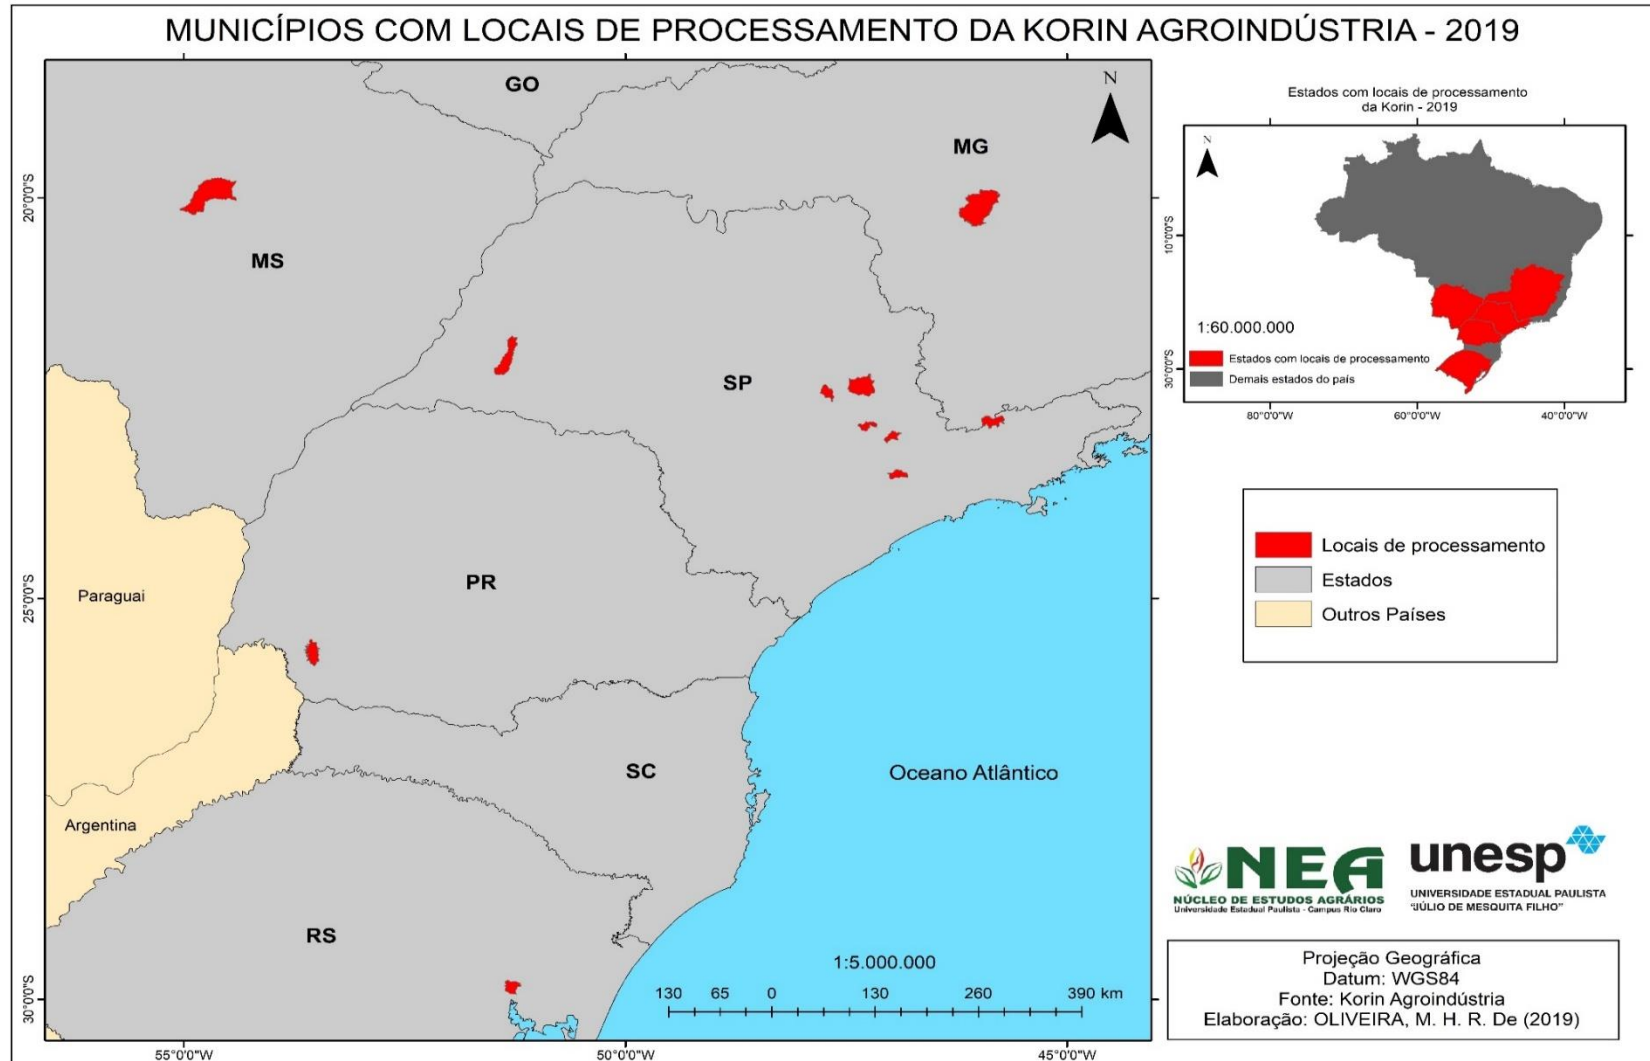 MUNICÍPIOS COM LOCAIS DE PROCESSAMENTO DA KORIN AGROINDÚSTRIA - 2019
GO
MG
MS
SP
PR
SC
RS
Paraguai
Argentina
Oceano Atlântico
N
20°0'0"S
25°0'0"S
30°0'0"S
55°0'0"W
50°0'0"W
45°0'0"W
1:5.000.000
130 65 0 130 260 390 km
Estados com locais de processamento
da Korin - 2019
N
10°0'0"S
30°0'0"S
1:60.000.000
Estados com locais de processamento
Demais estados do país
80°0'0"W 60°0'0"W 40°0'0"W
Locais de processamento
Estados
Outros Países
NEA
NÚCLEO DE ESTUDOS AGRÁRIOS
Universidade Estadual Paulista - Campus Rio Claro
unesp
UNIVERSIDADE ESTADUAL PAULISTA
"JÚLIO DE MESQUITA FILHO"
Projeção Geográfica
Datum: WGS84
Fonte: Korin Agroindústria
Elaboração: OLIVEIRA, M. H. R. De (2019)